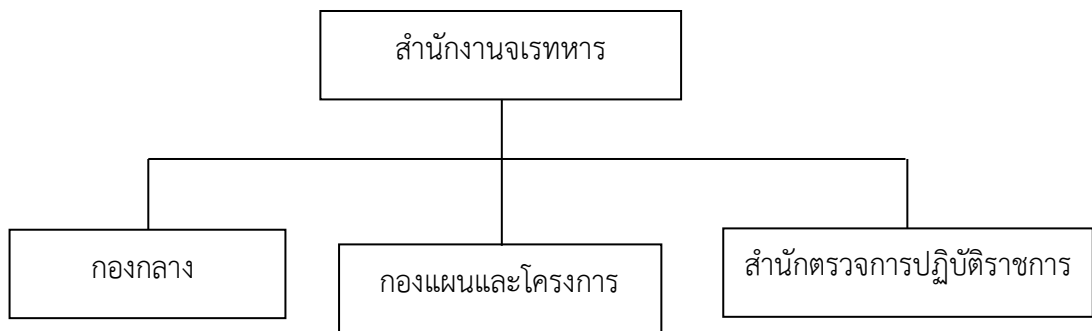 สำนักงานจเรทหาร
กองกลาง
กองแผนและโครงการ
สำนักตรวจการปฏิบัติราชการ